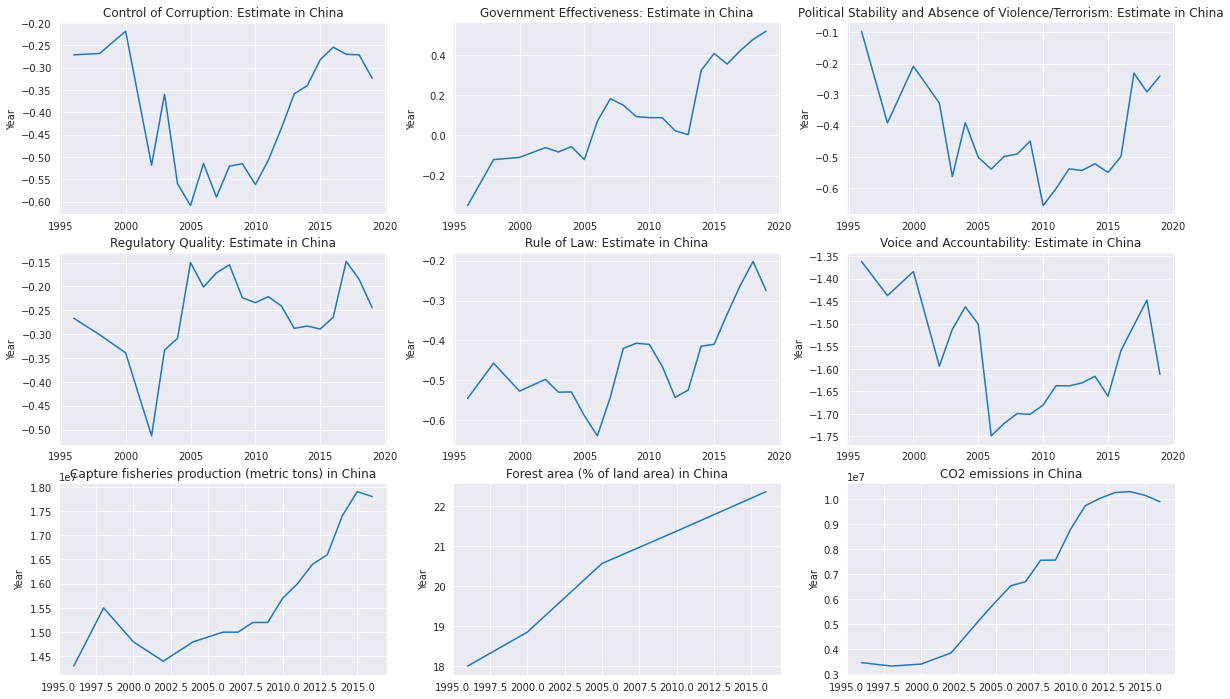 Control of Corruption: Estimate in China
−0.20
−0.25
−0.30
−0.35
−0.40
−0.45
−0.50
−0.55
−0.60
Year
1995 2000 2005 2010 2015 2020
Government Effectiveness: Estimate in China
0.4
0.2
0.0
−0.2
Year
1995 2000 2005 2010 2015 2020
Political Stability and Absence of Violence/Terrorism: Estimate in China
−0.1
−0.2
−0.3
−0.4
−0.5
−0.6
Year
1995 2000 2005 2010 2015 2020
Regulatory Quality: Estimate in China
−0.15
−0.20
−0.25
−0.30
−0.35
−0.40
−0.45
−0.50
Year
1995 2000 2005 2010 2015 2020
Rule of Law: Estimate in China
−0.2
−0.3
−0.4
−0.5
−0.6
Year
1995 2000 2005 2010 2015 2020
Voice and Accountability: Estimate in China
−1.35
−1.40
−1.45
−1.50
−1.55
−1.60
−1.65
−1.70
−1.75
Year
1995 2000 2005 2010 2015 2020
Capture fisheries production (metric tons) in China
1e7
1.80
1.75
1.70
1.65
1.60
1.55
1.50
1.45
Year
1995.0 1997.5 2000.0 2002.5 2005.0 2007.5 2010.0 2012.5 2015.0
Forest area (% of land area) in China
22
21
20
19
18
Year
1995.0 1997.5 2000.0 2002.5 2005.0 2007.5 2010.0 2012.5 2015.0
CO2 emissions in China
1e7
1.0
0.9
0.8
0.7
0.6
0.5
0.4
0.3
Year
1995.0 1997.5 2000.0 2002.5 2005.0 2007.5 2010.0 2012.5 2015.0